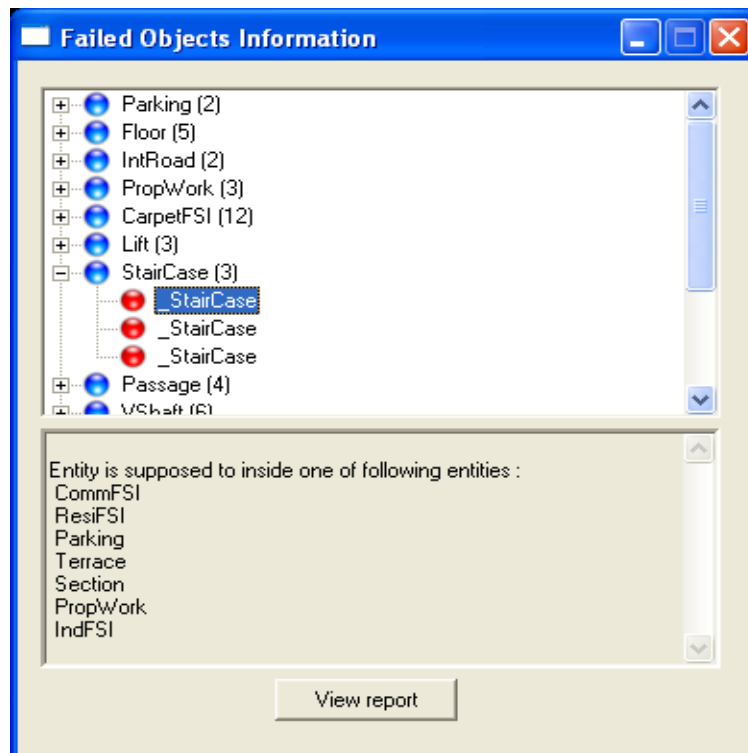 Failed Objects Information
Parking (2)
Floor (5)
IntRoad (2)
PropWork (3)
CarpetFSI (12)
Lift (3)
StairCase (3)
_StairCase
_StairCase
_StairCase
Passage (4)
VShaft (6)
Entity is supposed to inside one of following entities :
CommFSI
ResiFSI
Parking
Terrace
Section
PropWork
IndFSI
View report